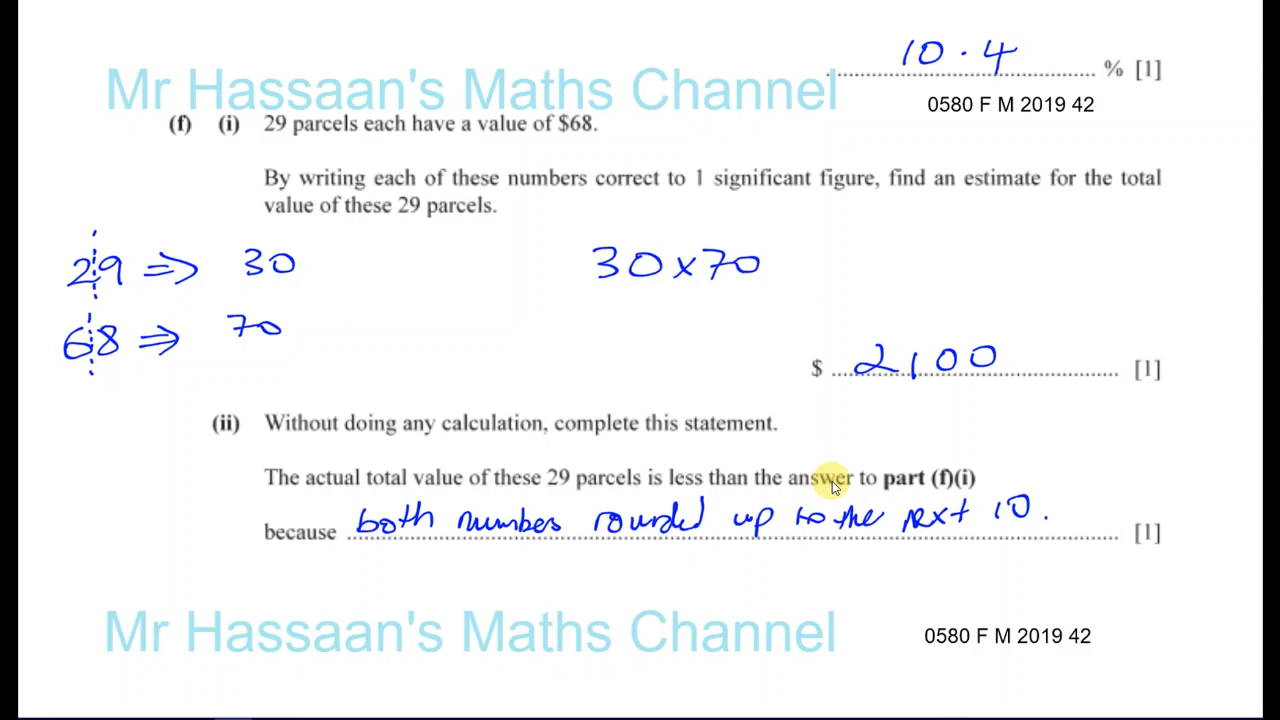 10.4
.......... % [1]
Mr Hassaan's Maths Channel
0580 F M 2019 42
(f) (i) 29 parcels each have a value of $68.
By writing each of these numbers correct to 1 significant figure, find an estimate for the total
value of these 29 parcels.
29 ⇒ 30 30 x 70
68 ⇒ 70
$ 2100 [1]
(ii) Without doing any calculation, complete this statement.
The actual total value of these 29 parcels is less than the answer to part (f)(i)
because both numbers rounded up to the next 10. [1]
Mr Hassaan's Maths Channel
0580 F M 2019 42